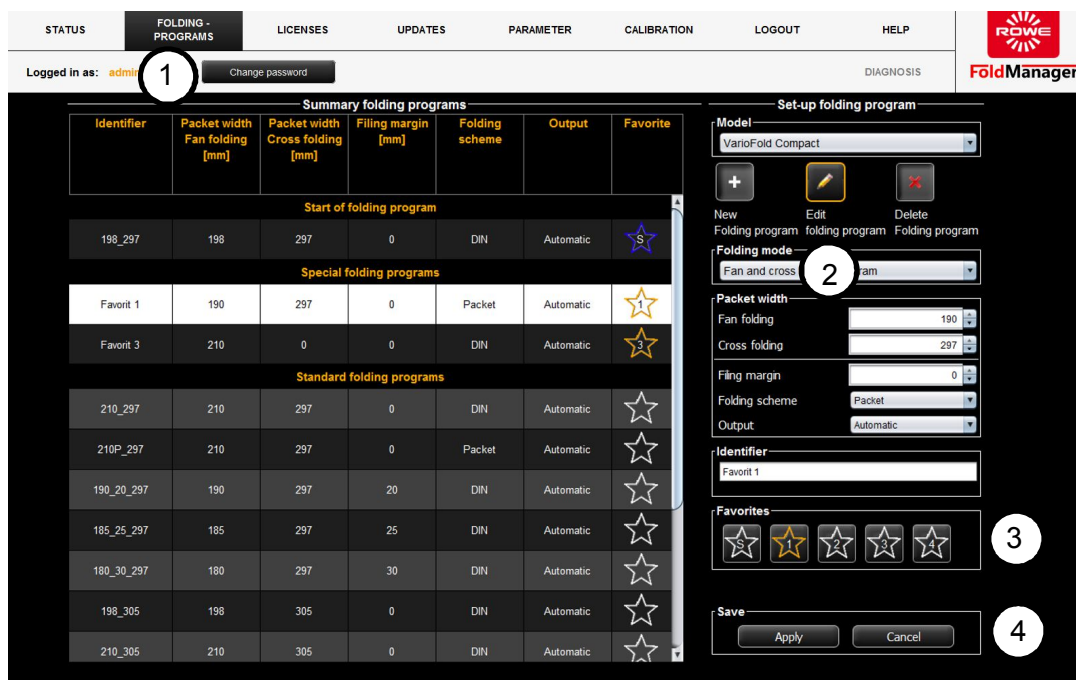 STATUS
FOLDING -
PROGRAMS
LICENSES
UPDATES
PARAMETER
CALIBRATION
LOGOUT
HELP
ROWE
Logged in as: admin
1
Change password
DIAGNOSIS
FoldManager
Summary folding programs
Identifier
Packet width
Fan folding
[mm]
Packet width
Cross folding
[mm]
Filing margin
[mm]
Folding
scheme
Output
Favorite
Start of folding program
198_297 198 297 0 DIN Automatic S
Special folding programs
Favorit 1 190 297 0 Packet Automatic 1
Favorit 3 210 0 0 DIN Automatic 3
Standard folding programs
210_297 210 297 0 DIN Automatic
210P_297 210 297 0 Packet Automatic
190_20_297 190 297 20 DIN Automatic
185_25_297 185 297 25 DIN Automatic
180_30_297 180 297 30 DIN Automatic
198_305 198 305 0 DIN Automatic
210_305 210 305 0 DIN Automatic
Set-up folding program
Model
VarioFold Compact
New
Folding program
Edit
folding program
Delete
Folding program
Folding mode
Fan and cross
2
ram
Packet width
Fan folding 190
Cross folding 297
Filing margin 0
Folding scheme Packet
Output Automatic
Identifier
Favorit 1
Favorites
S 1 2 3 4
3
Save
Apply Cancel
4